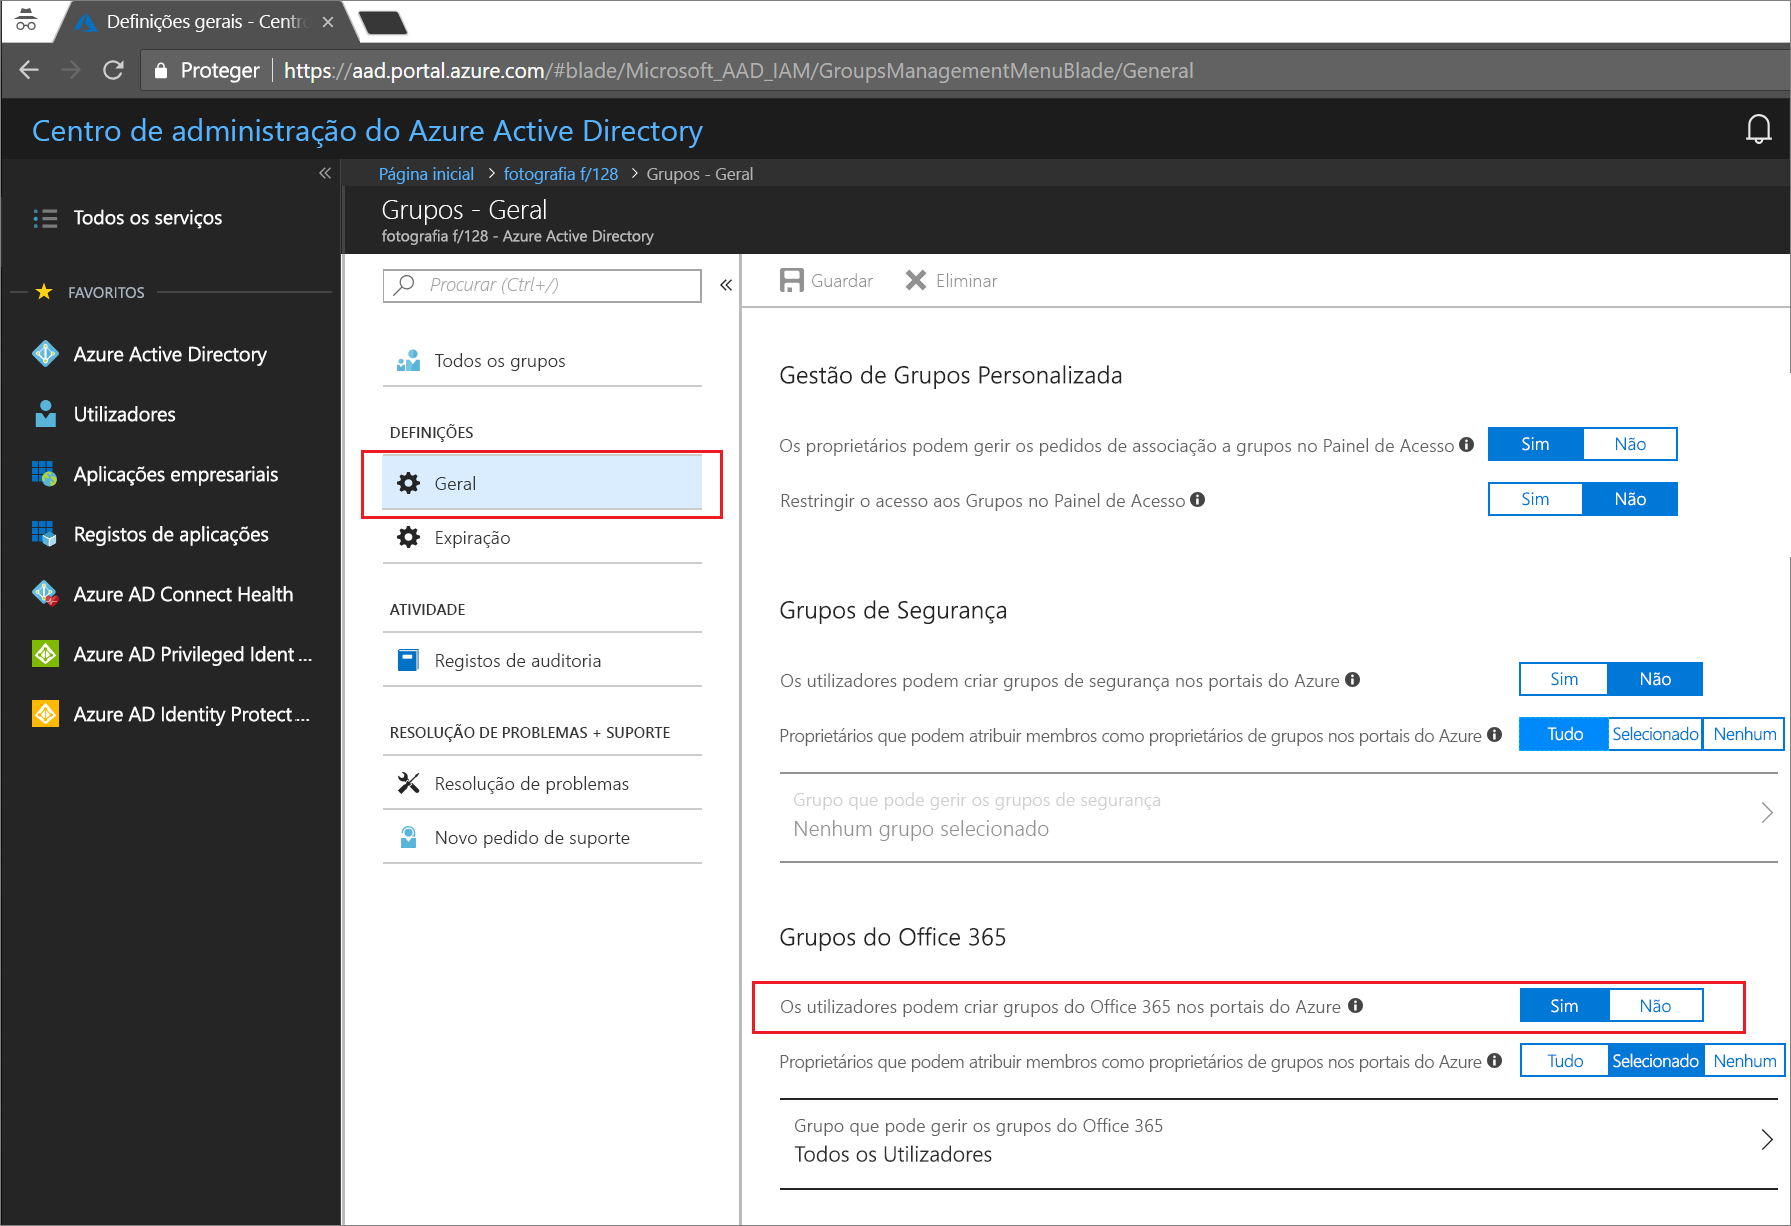 Definições gerais - Centr
Proteger
https://aad.portal.azure.com/#blade/Microsoft_AAD_IAM/GroupsManagementMenuBlade/General
Centro de administração do Azure Active Directory
Página inicial > fotografia f/128 > Grupos - Geral
Grupos - Geral
fotografia f/128 - Azure Active Directory
Todos os serviços
FAVORITOS
Azure Active Directory
Utilizadores
Aplicações empresariais
Registos de aplicações
Azure AD Connect Health
Azure AD Privileged Ident ...
Azure AD Identity Protect ...
Procurar (Ctrl+/)
Todos os grupos
DEFINIÇÕES
Geral
Expiração
ATIVIDADE
Registos de auditoria
RESOLUÇÃO DE PROBLEMAS + SUPORTE
Resolução de problemas
Novo pedido de suporte
Guardar Eliminar
Gestão de Grupos Personalizada
Os proprietários podem gerir os pedidos de associação a grupos no Painel de Acesso Sim Não
Restringir o acesso aos Grupos no Painel de Acesso Sim Não
Grupos de Segurança
Os utilizadores podem criar grupos de segurança nos portais do Azure Sim Não
Proprietários que podem atribuir membros como proprietários de grupos nos portais do Azure Tudo Selecionado Nenhum
Grupo que pode gerir os grupos de segurança
Nenhum grupo selecionado
Grupos do Office 365
Os utilizadores podem criar grupos do Office 365 nos portais do Azure Sim Não
Proprietários que podem atribuir membros como proprietários de grupos nos portais do Azure Tudo Selecionado Nenhum
Grupo que pode gerir os grupos do Office 365
Todos os Utilizadores